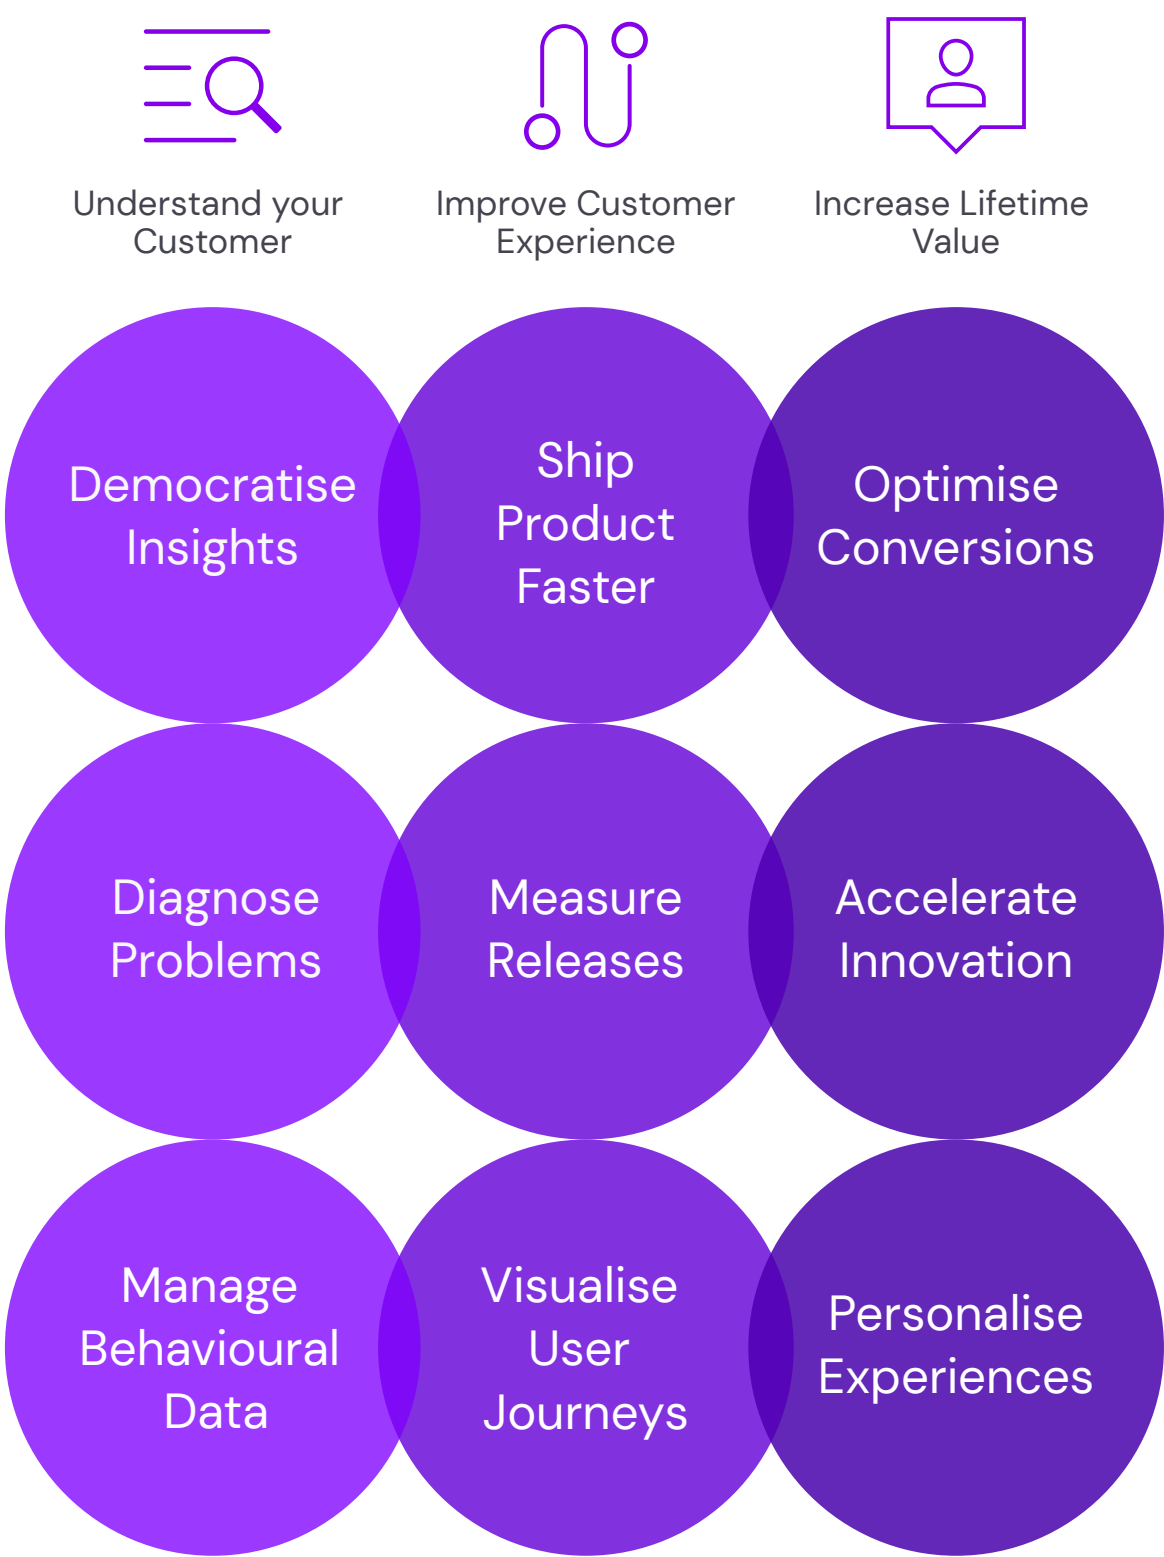 Understand your
Customer
Improve Customer
Experience
Increase Lifetime
Value
Democratise
Insights
Ship
Product
Faster
Optimise
Conversions
Diagnose
Problems
Measure
Releases
Accelerate
Innovation
Manage
Behavioural
Data
Visualise
User
Journeys
Personalise
Experiences